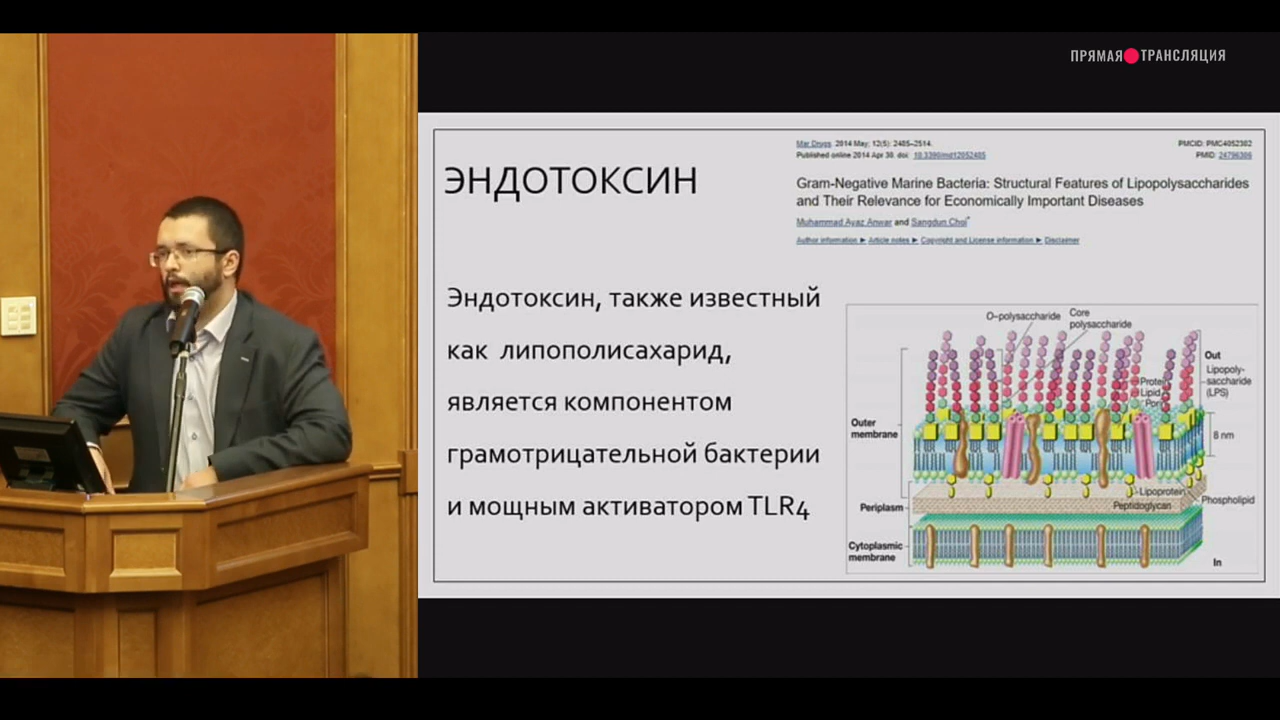 ПРЯМАЯ ТРАНСЛЯЦИЯ
ЭНДОТОКСИН
Mar Drugs. 2014 May; 12(5): 2485–2514.
Published online 2014 Apr 30. doi: 10.3390/md12052485
PMCID: PMC4052302
PMID: 24796306
Gram-Negative Marine Bacteria: Structural Features of Lipopolysaccharides
and Their Relevance for Economically Important Diseases
Muhammad Ayaz Anwar and Sangdun Choi*
Author information ► Article notes ► Copyright and License information ► Disclaimer
Эндотоксин, также известный
как липополисахарид,
является компонентом
грамотрицательной бактерии
и мощным активатором TLR4
O–polysaccharide
Core
polysaccharide
Out
Lipopoly-
saccharide
(LPS)
Protein
Lipid
Porin
Outer
membrane
8 nm
Lipoprotein
Phospholipid
Periplasm
Peptidoglycan
Cytoplasmic
membrane
In